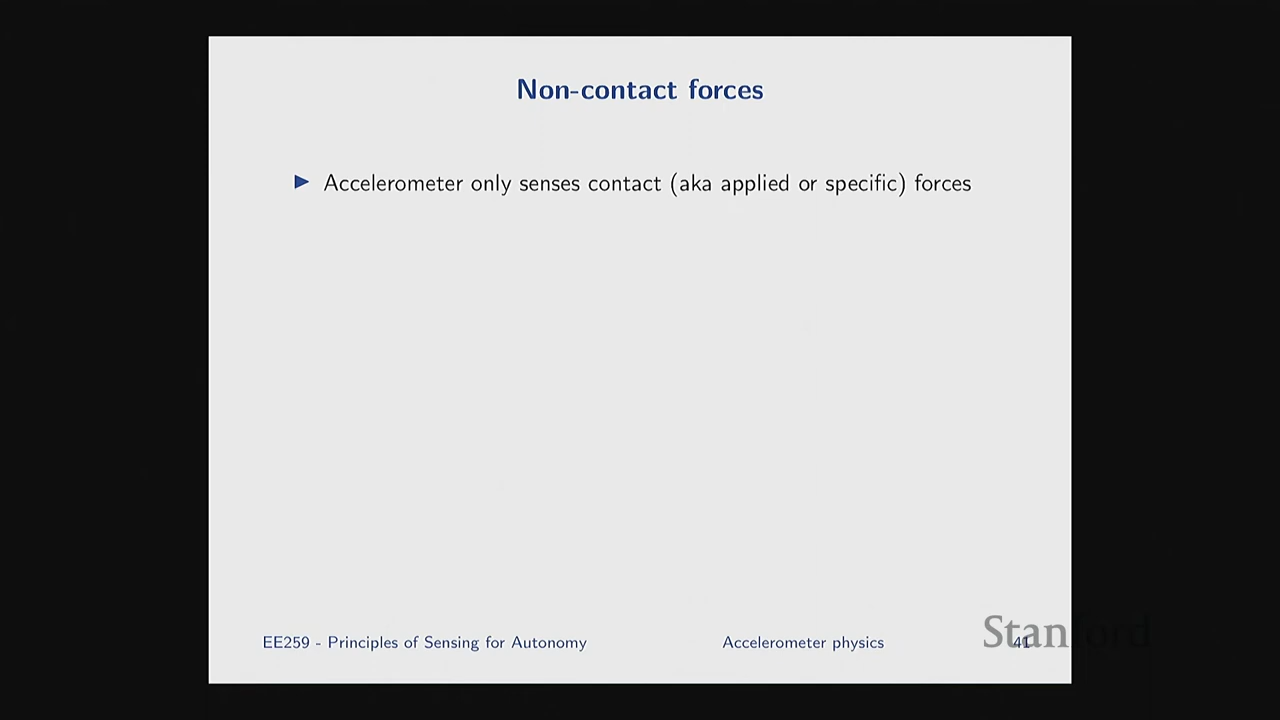 Non-contact forces
▶ Accelerometer only senses contact (aka applied or specific) forces
EE259 - Principles of Sensing for Autonomy Accelerometer physics 41
Stanford